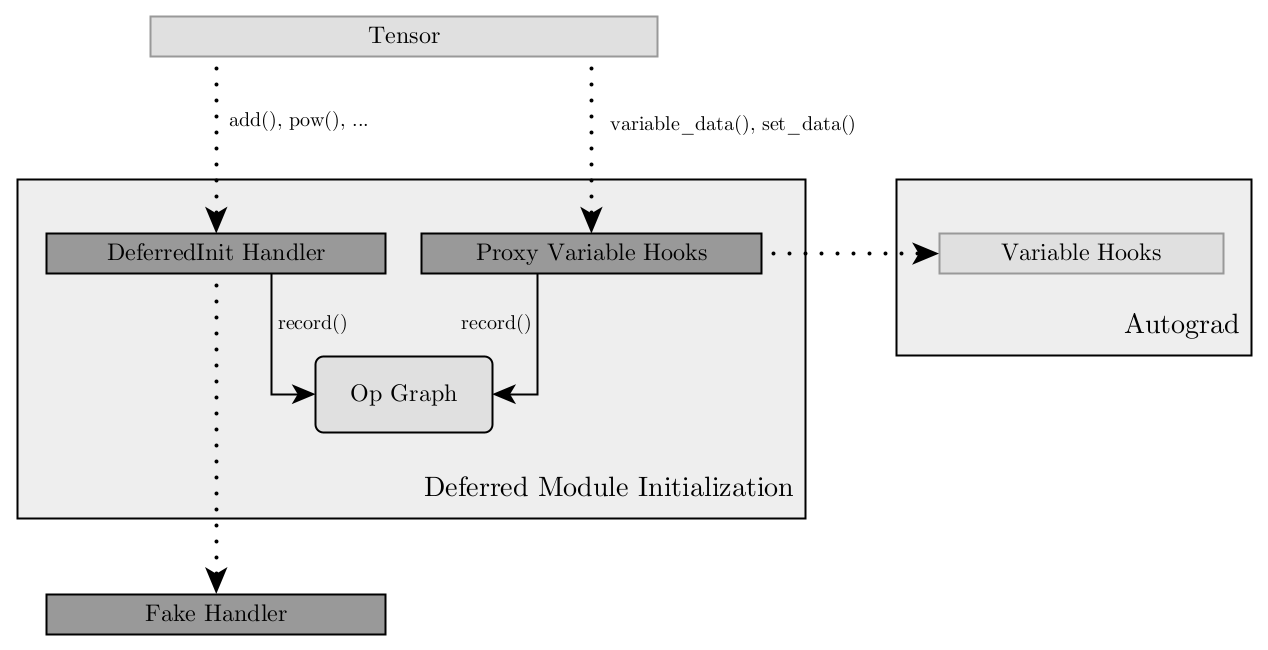 Tensor
add(), pow(), ...
variable_data(), set_data()
DeferredInit Handler
Proxy Variable Hooks
Variable Hooks
record()
record()
Autograd
Op Graph
Deferred Module Initialization
Fake Handler